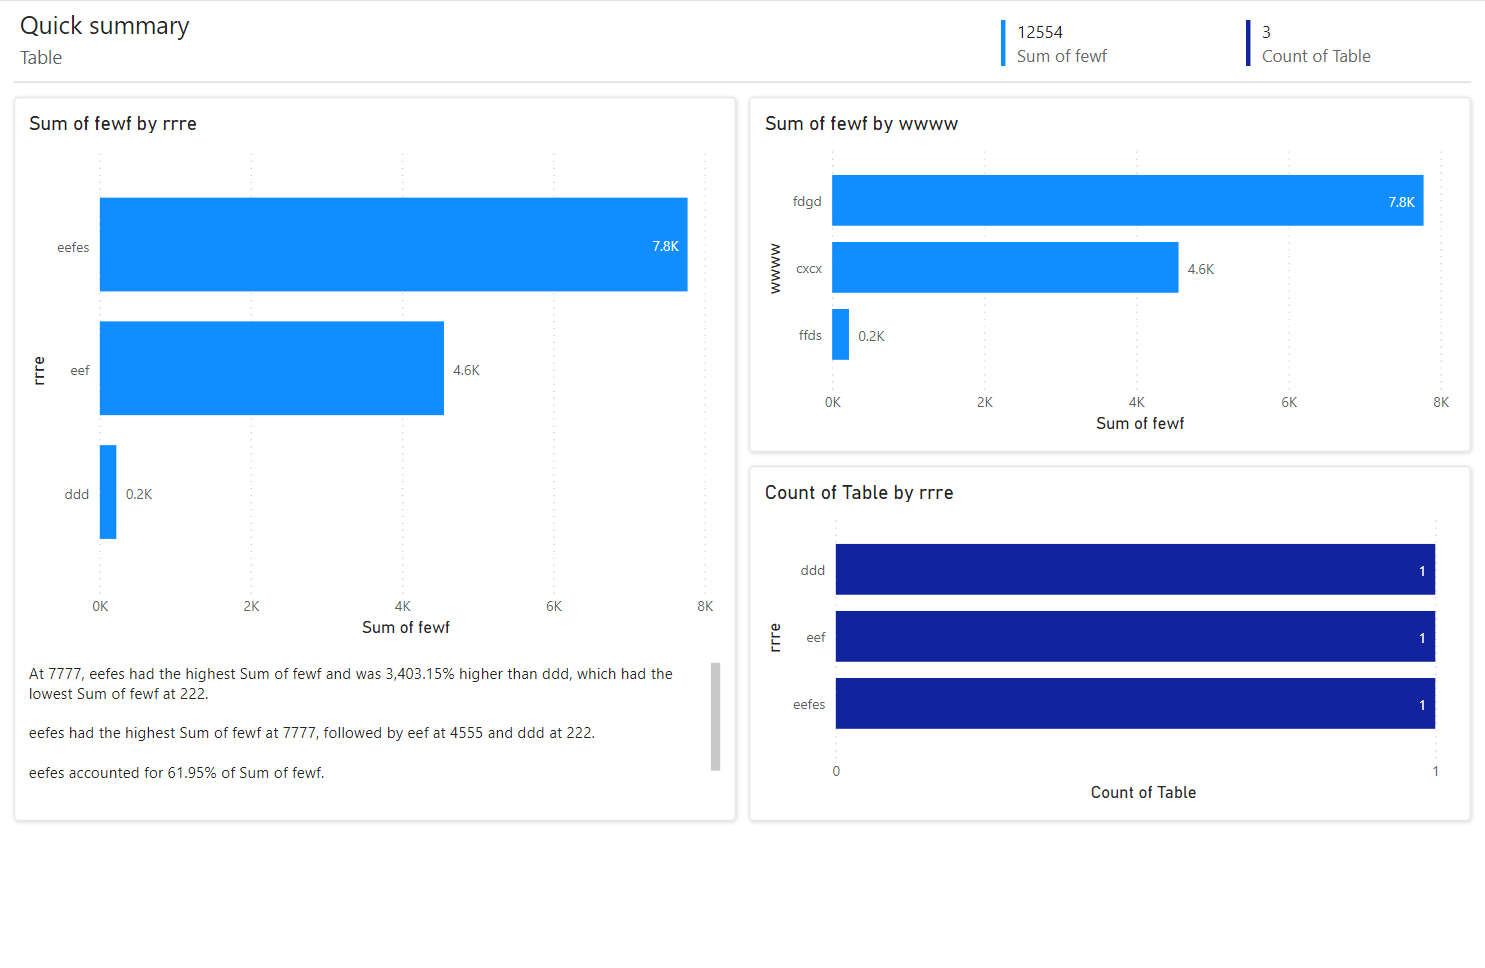 Quick summary
Table
12554
Sum of fewf
3
Count of Table
Sum of fewf by rrre
rrre
eefes
7.8K
eef
4.6K
ddd
0.2K
0K 2K 4K 6K 8K
Sum of fewf
At 7777, eefes had the highest Sum of fewf and was 3,403.15% higher than ddd, which had the
lowest Sum of fewf at 222.
eefes had the highest Sum of fewf at 7777, followed by eef at 4555 and ddd at 222.
eefes accounted for 61.95% of Sum of fewf.
Sum of fewf by wwww
wwww
fdgd 7.8K
cxcx 4.6K
ffds 0.2K
0K 2K 4K 6K 8K
Sum of fewf
Count of Table by rrre
rrre
ddd 1
eef 1
eefes 1
0 1
Count of Table